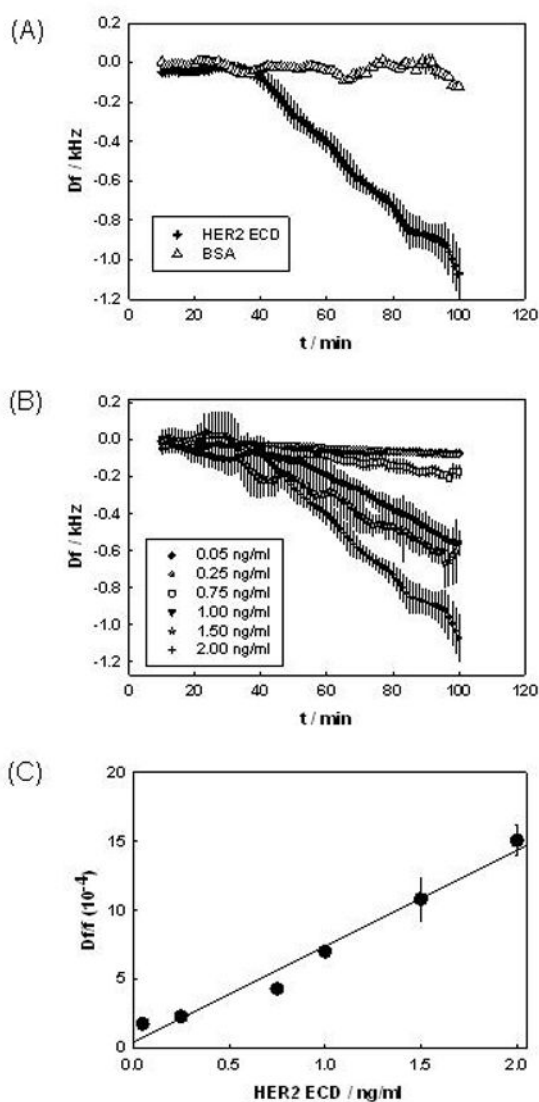 (A)
0.2
0.0
-0.2
-0.4
-0.6
-0.8
-1.0
-1.2
Df / kHz
HER2 ECD
BSA
0 20 40 60 80 100 120
t / min
(B)
0.2
0.0
-0.2
-0.4
-0.6
-0.8
-1.0
-1.2
Df / kHz
0.05 ng/ml
0.25 ng/ml
0.75 ng/ml
1.00 ng/ml
1.50 ng/ml
2.00 ng/ml
0 20 40 60 80 100 120
t / min
(C)
20
15
10
5
0
Df/f (10-4)
0.0 0.5 1.0 1.5 2.0
HER2 ECD / ng/ml